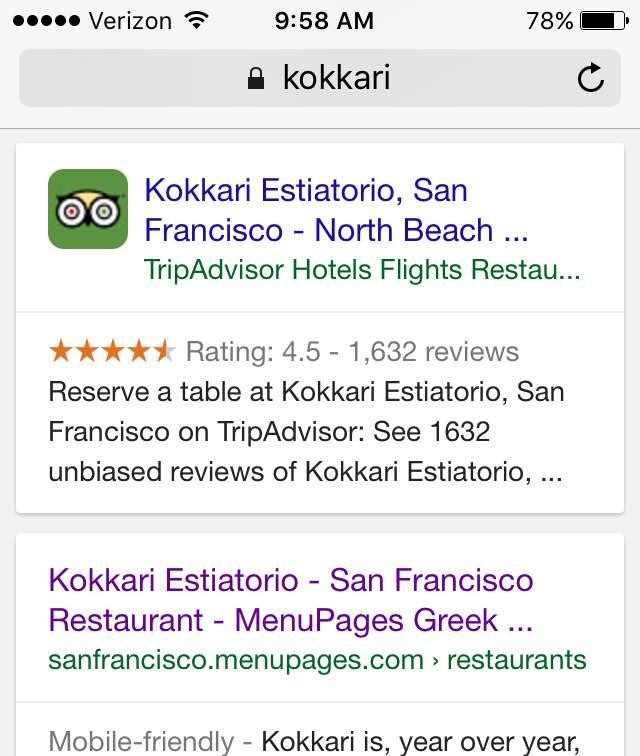 Verizon 9:58 AM 78%
kokkari
Kokkari Estiatorio, San
Francisco - North Beach ...
TripAdvisor Hotels Flights Restau...
Rating: 4.5 - 1,632 reviews
Reserve a table at Kokkari Estiatorio, San
Francisco on TripAdvisor: See 1632
unbiased reviews of Kokkari Estiatorio, ...
Kokkari Estiatorio - San Francisco
Restaurant - MenuPages Greek ...
sanfrancisco.menupages.com › restaurants
Mobile-friendly - Kokkari is, year over year,